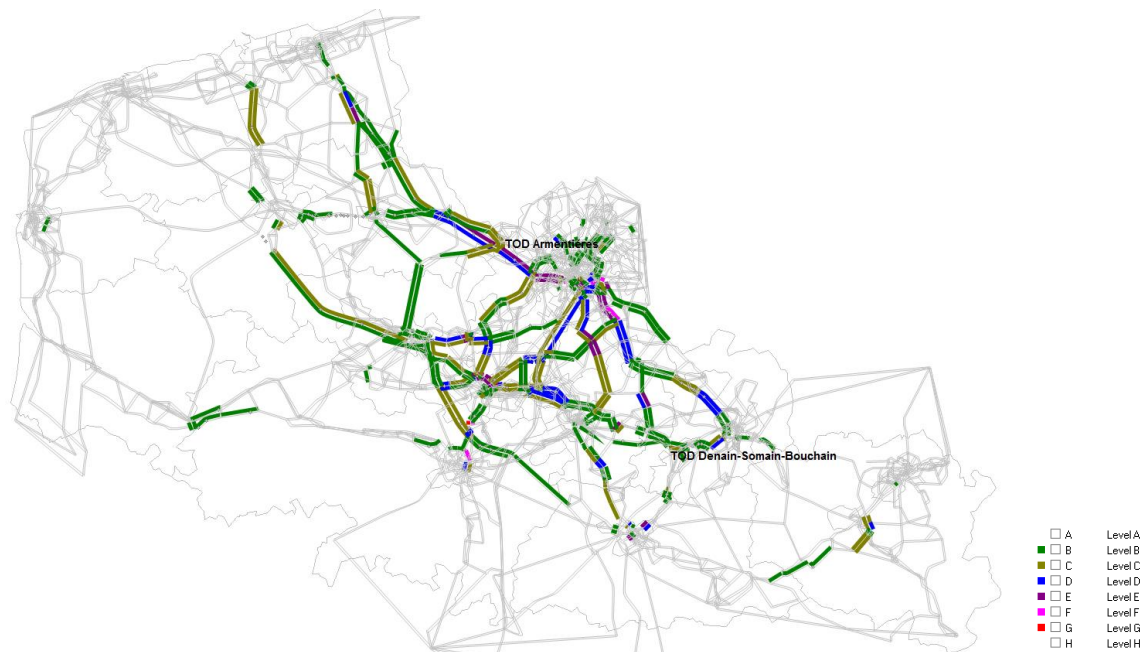 TOD Armentières
TOD Denain-Somain-Bouchain
A Level A
B Level B
C Level C
D Level D
E Level E
F Level F
G Level G
H Level H